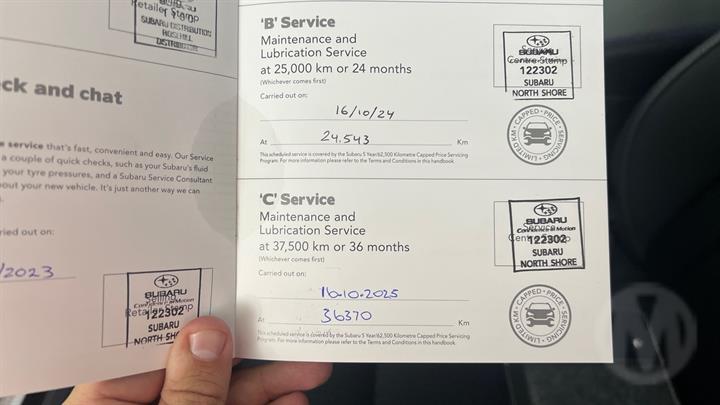 Retailer Stamp
SUBARU DISTRIBUTION
ROSEHILL
DISTRIBUTOR
ck and chat
e service that's fast, convenient and easy. Our Service
a couple of quick checks, such as your Subaru's fluid
your tyre pressures, and a Subaru Service Consultant
out your new vehicle. It's just another way we can
ried out on:
/2023
SUBARU
Retailer Stamp
122302
SUBARU
NORTH SHORE
'B' Service
Maintenance and
Lubrication Service
at 25,000 km or 24 months
(Whichever comes first)
Carried out on:
16/10/24
At 24,543 Km
This scheduled service is covered by the Subaru 5 Year/62,500 Kilometre Capped Price Servicing
Program. For more information please refer to the Terms and Conditions in this handbook.
SUBARU
Centre Stamp
122302
SUBARU
NORTH SHORE
CAPPED-PRICE SERVICING
LIMITED KM
'C' Service
Maintenance and
Lubrication Service
at 37,500 km or 36 months
(Whichever comes first)
Carried out on:
16.10.2025
At 36370 Km
This scheduled service is covered by the Subaru 5 Year/62,500 Kilometre Capped Price Servicing
Program. For more information please refer to the Terms and Conditions in this handbook.
SUBARU
Service
Centre Stamp
122302
SUBARU
NORTH SHORE
CAPPED-PRICE SERVICING
LIMITED KM
M